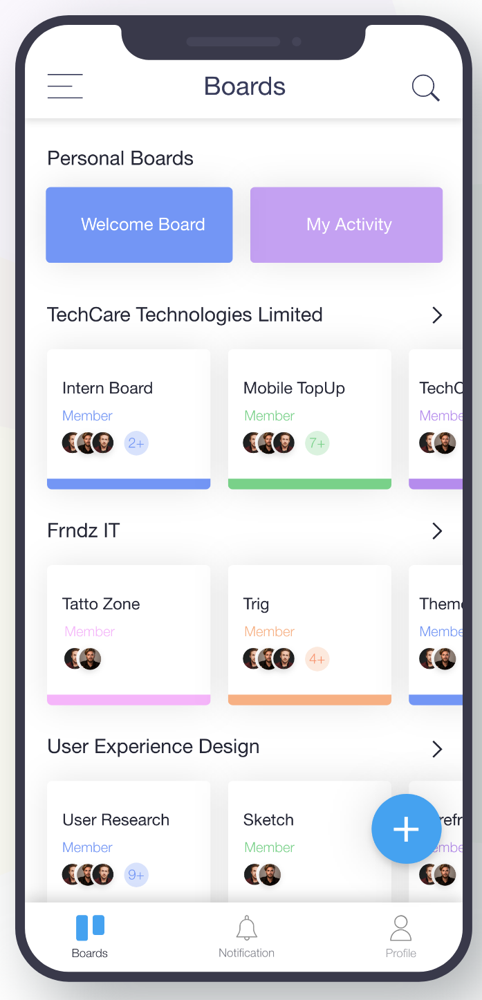 Boards
Personal Boards
Welcome Board
My Activity
TechCare Technologies Limited
Intern Board
Member
2+
Mobile TopUp
Member
7+
TechC
Membe
Frndz IT
Tatto Zone
Member
Trig
Member
4+
Them
Membe
User Experience Design
User Research
Member
9+
Sketch
Member
refr
ember
Boards
Notification
Profile